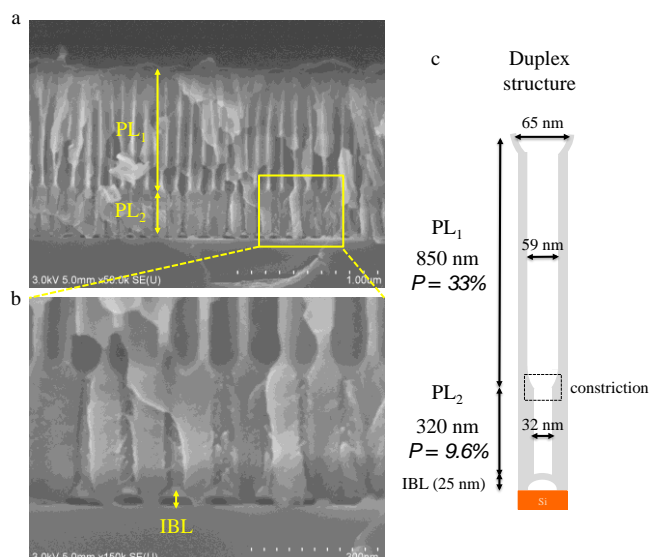 a
PL1
PL2
3.0kV 5.0mm x50.0k SE(U)
1.00um
b
IBL
3.0kV 5.0mm x150k SE(U)
300nm
c
Duplex
structure
65 nm
PL1
850 nm
P = 33%
59 nm
constriction
PL2
320 nm
P = 9.6%
32 nm
IBL (25 nm)
Si